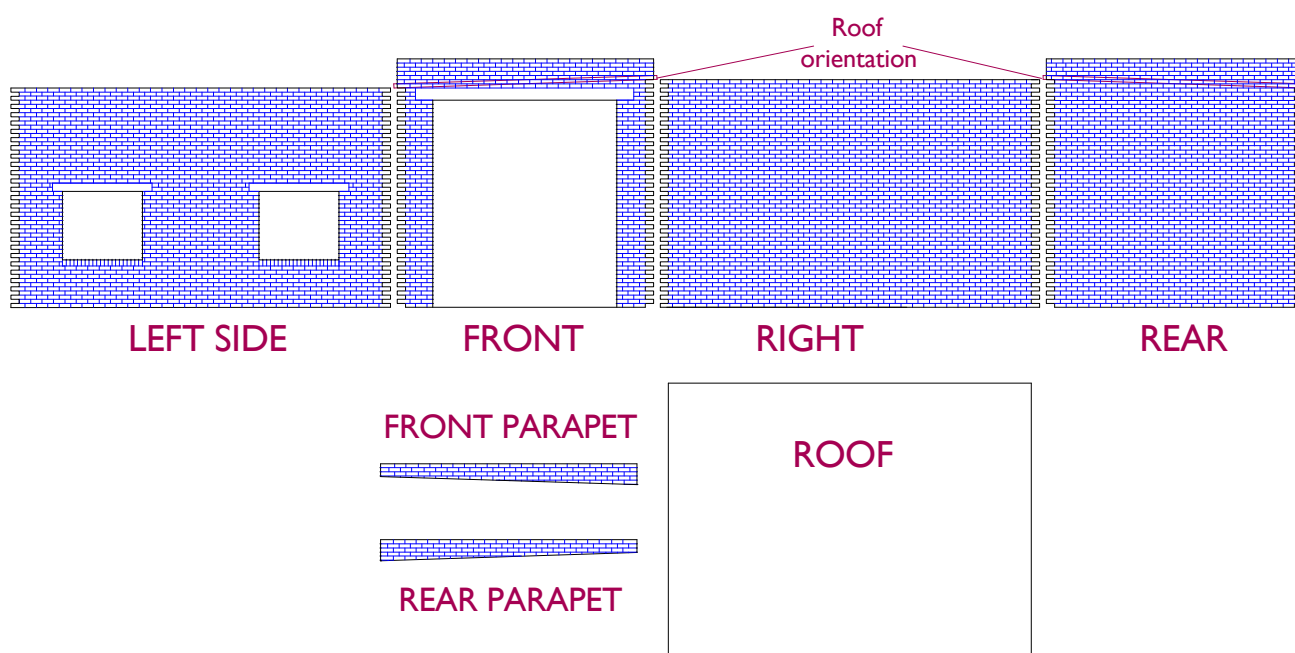 Roof
orientation
LEFT SIDE
FRONT
RIGHT
REAR
FRONT PARAPET
ROOF
REAR PARAPET